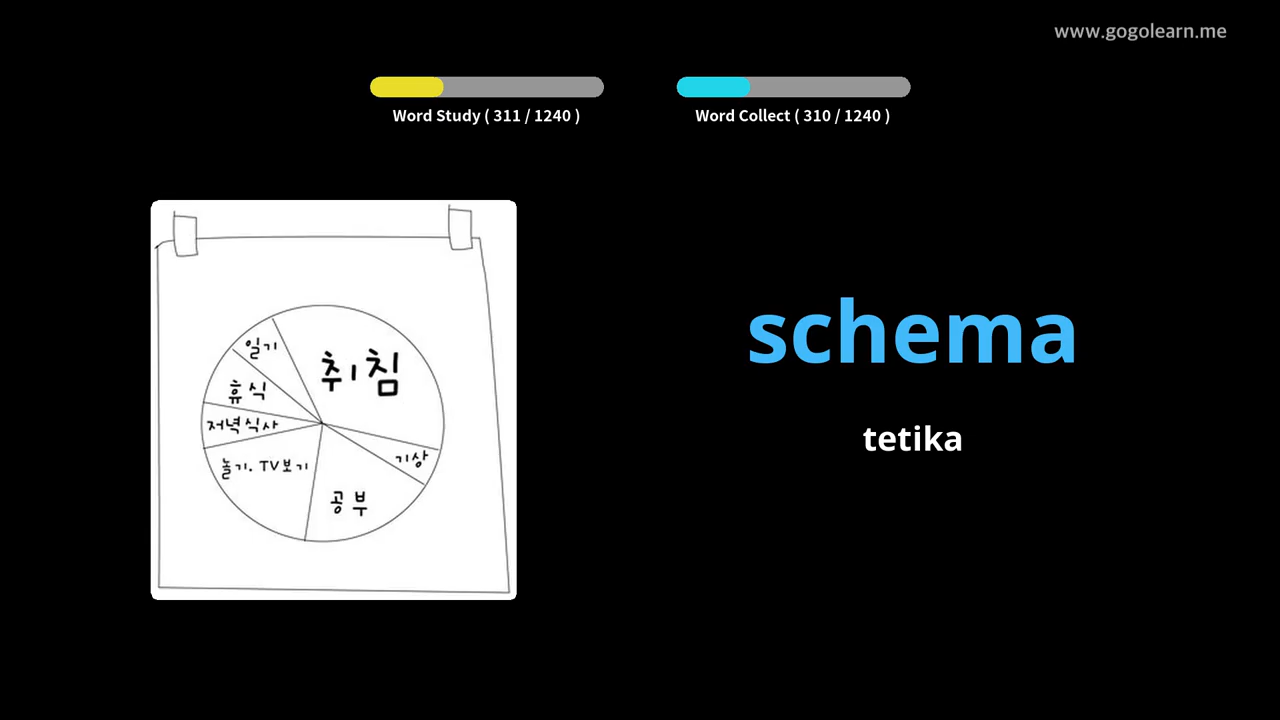 www.gogolearn.me
Word Study ( 311 / 1240 )
Word Collect ( 310 / 1240 )
일기
취침
휴식
저녁식사
놀기. TV보기
기상
공부
schema
tetika